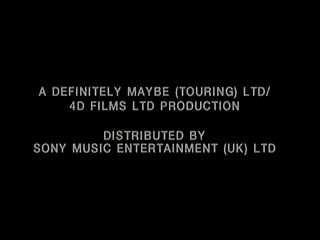 A DEFINITELY MAYBE (TOURING) LTD/
4D FILMS LTD PRODUCTION
DISTRIBUTED BY
SONY MUSIC ENTERTAINMENT (UK) LTD